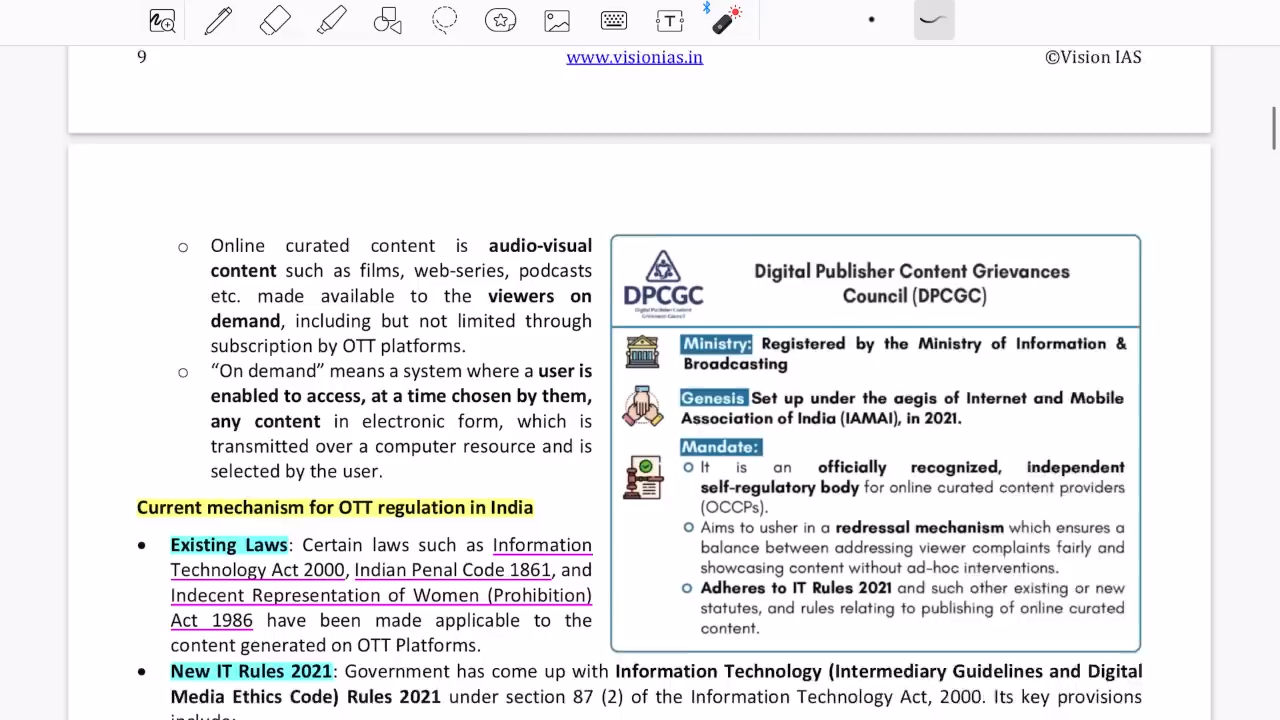 T
9
www.visionias.in
©Vision IAS
o Online curated content is audio-visual
content such as films, web-series, podcasts
etc. made available to the viewers on
demand, including but not limited through
subscription by OTT platforms.
o “On demand” means a system where a user is
enabled to access, at a time chosen by them,
any content in electronic form, which is
transmitted over a computer resource and is
selected by the user.
DPCGC
Digital Publisher Content
Grievances Council
Digital Publisher Content Grievances
Council (DPCGC)
Ministry: Registered by the Ministry of Information &
Broadcasting
Genesis Set up under the aegis of Internet and Mobile
Association of India (IAMAI), in 2021.
Mandate:
It is an officially recognized, independent
self-regulatory body for online curated content providers
(OCCPs).
Aims to usher in a redressal mechanism which ensures a
balance between addressing viewer complaints fairly and
showcasing content without ad-hoc interventions.
Adheres to IT Rules 2021 and such other existing or new
statutes, and rules relating to publishing of online curated
content.
Current mechanism for OTT regulation in India
• Existing Laws: Certain laws such as Information
Technology Act 2000, Indian Penal Code 1861, and
Indecent Representation of Women (Prohibition)
Act 1986 have been made applicable to the
content generated on OTT Platforms.
• New IT Rules 2021: Government has come up with Information Technology (Intermediary Guidelines and Digital
Media Ethics Code) Rules 2021 under section 87 (2) of the Information Technology Act, 2000. Its key provisions
include: